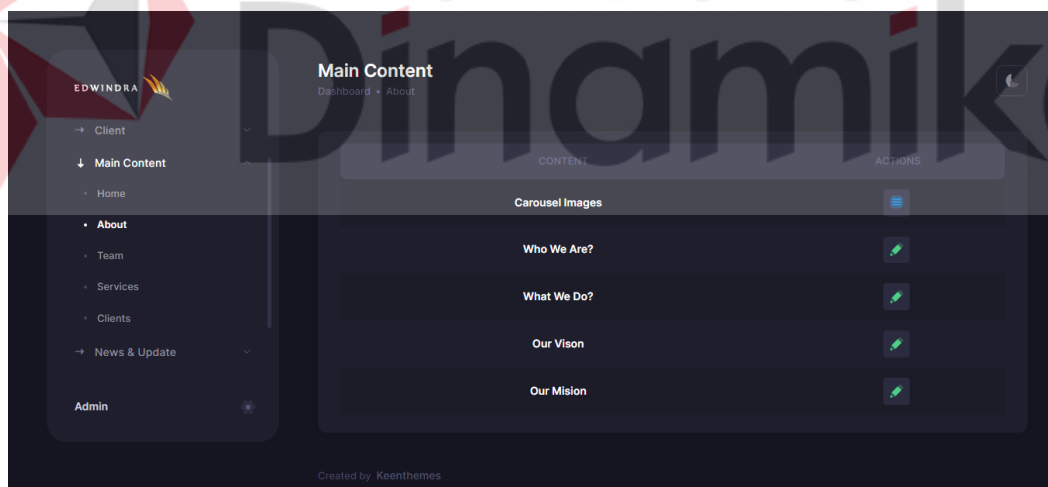 Dinamik
EDWINDRA
Main Content
Dashboard • About
→ Client
↓ Main Content
• Home
• About
• Team
• Services
• Clients
→ News & Update
Admin
CONTENT ACTIONS
Carousel Images
Who We Are?
What We Do?
Our Vison
Our Mision
Created by Keenthemes